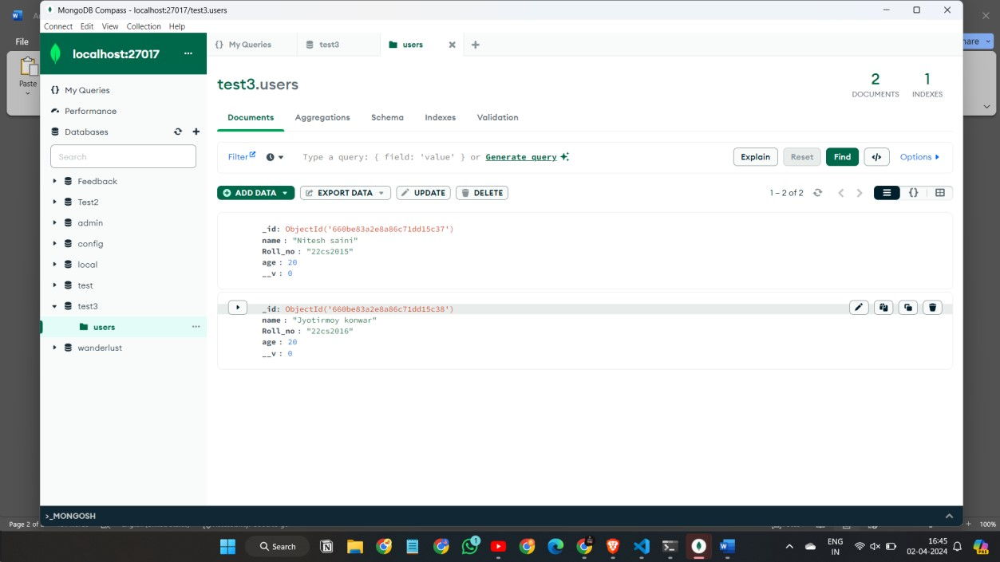 MongoDB Compass - localhost:27017/test3.users
Connect Edit View Collection Help
File
Paste
localhost:27017 ...
{} My Queries
Performance
Databases
Search
Feedback
Test2
admin
config
local
test
test3
users ...
wanderlust
{} My Queries
test3
users
test3.users
2
DOCUMENTS
1
INDEXES
Documents Aggregations Schema Indexes Validation
Filter
Type a query: { field: 'value' } or Generate query
Explain Reset Find </> Options
ADD DATA EXPORT DATA UPDATE DELETE
1 – 2 of 2
{}
_id: ObjectId('660be83a2e8a86c71dd15c37')
name : "Nitesh saini"
Roll_no : "22cs2015"
age : 20
__v : 0
_id: ObjectId('660be83a2e8a86c71dd15c38')
name : "Jyotirmoy konwar"
Roll_no : "22cs2016"
age : 20
__v : 0
>_MONGOSH
Page 2 of
100%
Search
1
ENG
IN
16:45
02-04-2024
PRE